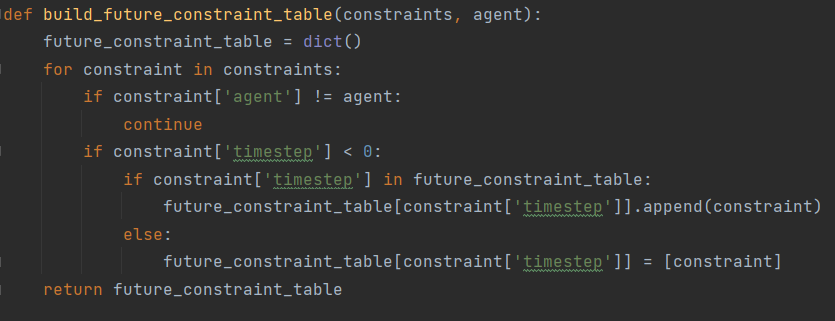 def build_future_constraint_table(constraints, agent):
    future_constraint_table = dict()
    for constraint in constraints:
        if constraint['agent'] != agent:
            continue
        if constraint['timestep'] < 0:
            if constraint['timestep'] in future_constraint_table:
                future_constraint_table[constraint['timestep']].append(constraint)
            else:
                future_constraint_table[constraint['timestep']] = [constraint]
    return future_constraint_table